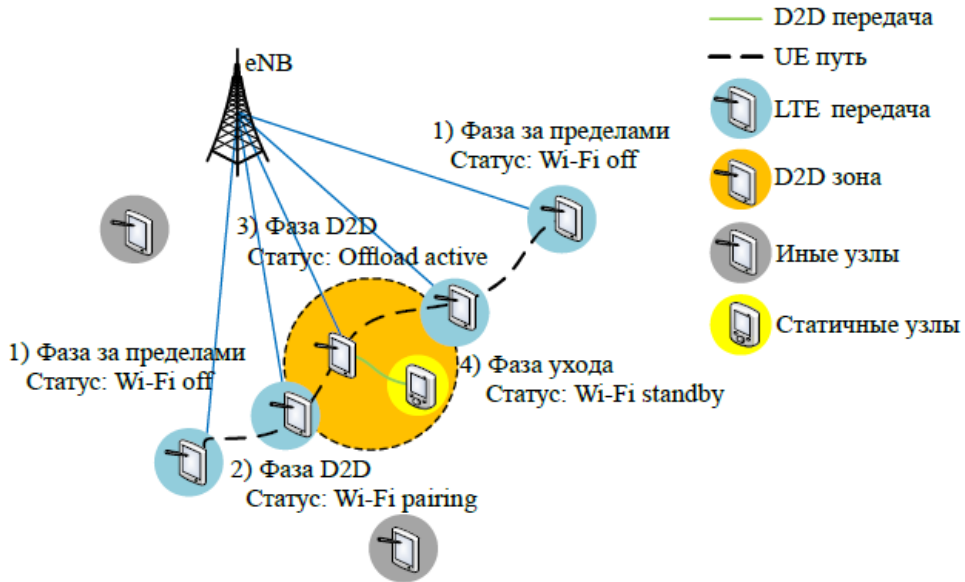 eNB
1) Фаза за пределами
Статус: Wi-Fi off
3) Фаза D2D
Статус: Offload active
1) Фаза за пределами
Статус: Wi-Fi off
4) Фаза ухода
Статус: Wi-Fi standby
2) Фаза D2D
Статус: Wi-Fi pairing
D2D передача
UE путь
LTE передача
D2D зона
Иные узлы
Статичные узлы